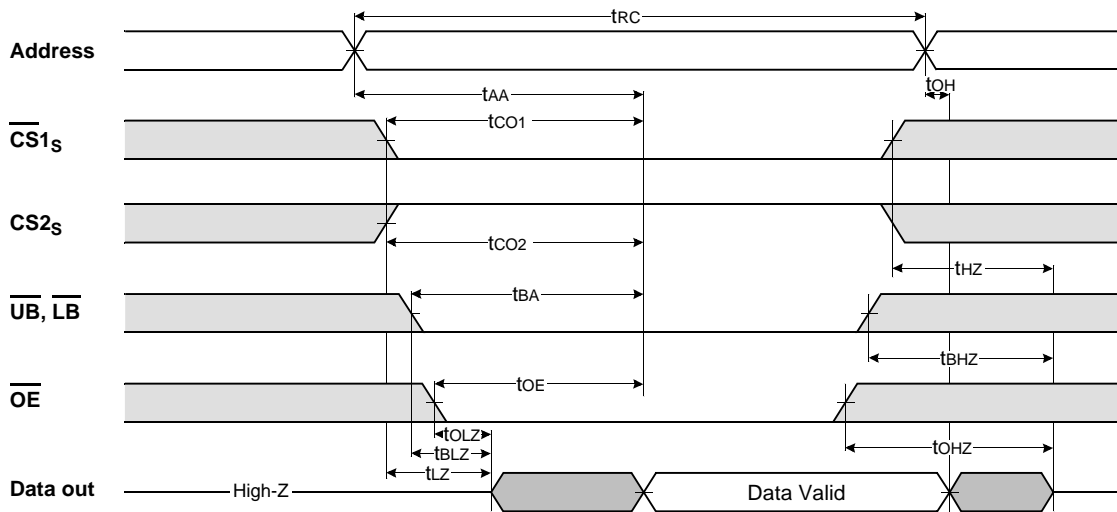 tRC
Address
tOH
tAA
CS1S
tCO1
CS2S
tCO2
tHZ
UB, LB
tBA
tBHZ
OE
tOE
tOLZ
tBLZ
tOHZ
tLZ
Data out
High-Z
Data Valid